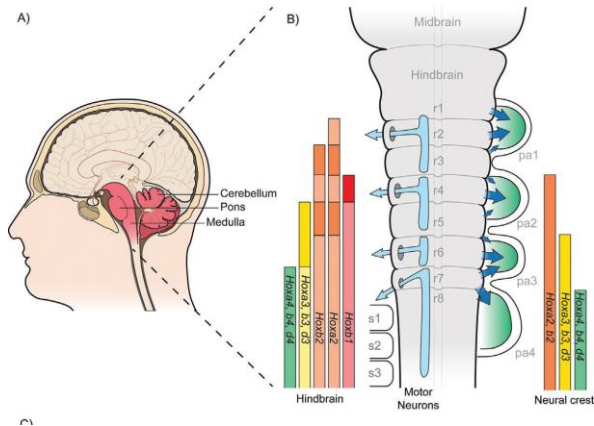 A)
Cerebellum
Pons
Medulla
B)
Midbrain
Hindbrain
r1
r2
r3
r4
r5
r6
r7
r8
pa1
pa2
pa3
pa4
s1
s2
s3
Hoxa4, b4, d4
Hoxa3, b3, d3
Hoxb2
Hoxa2
Hoxb1
Hindbrain
Motor
Neurons
Hoxa2, b2
Hoxa3, b3, d3
Hoxa4, b4, d4
Neural crest
C)